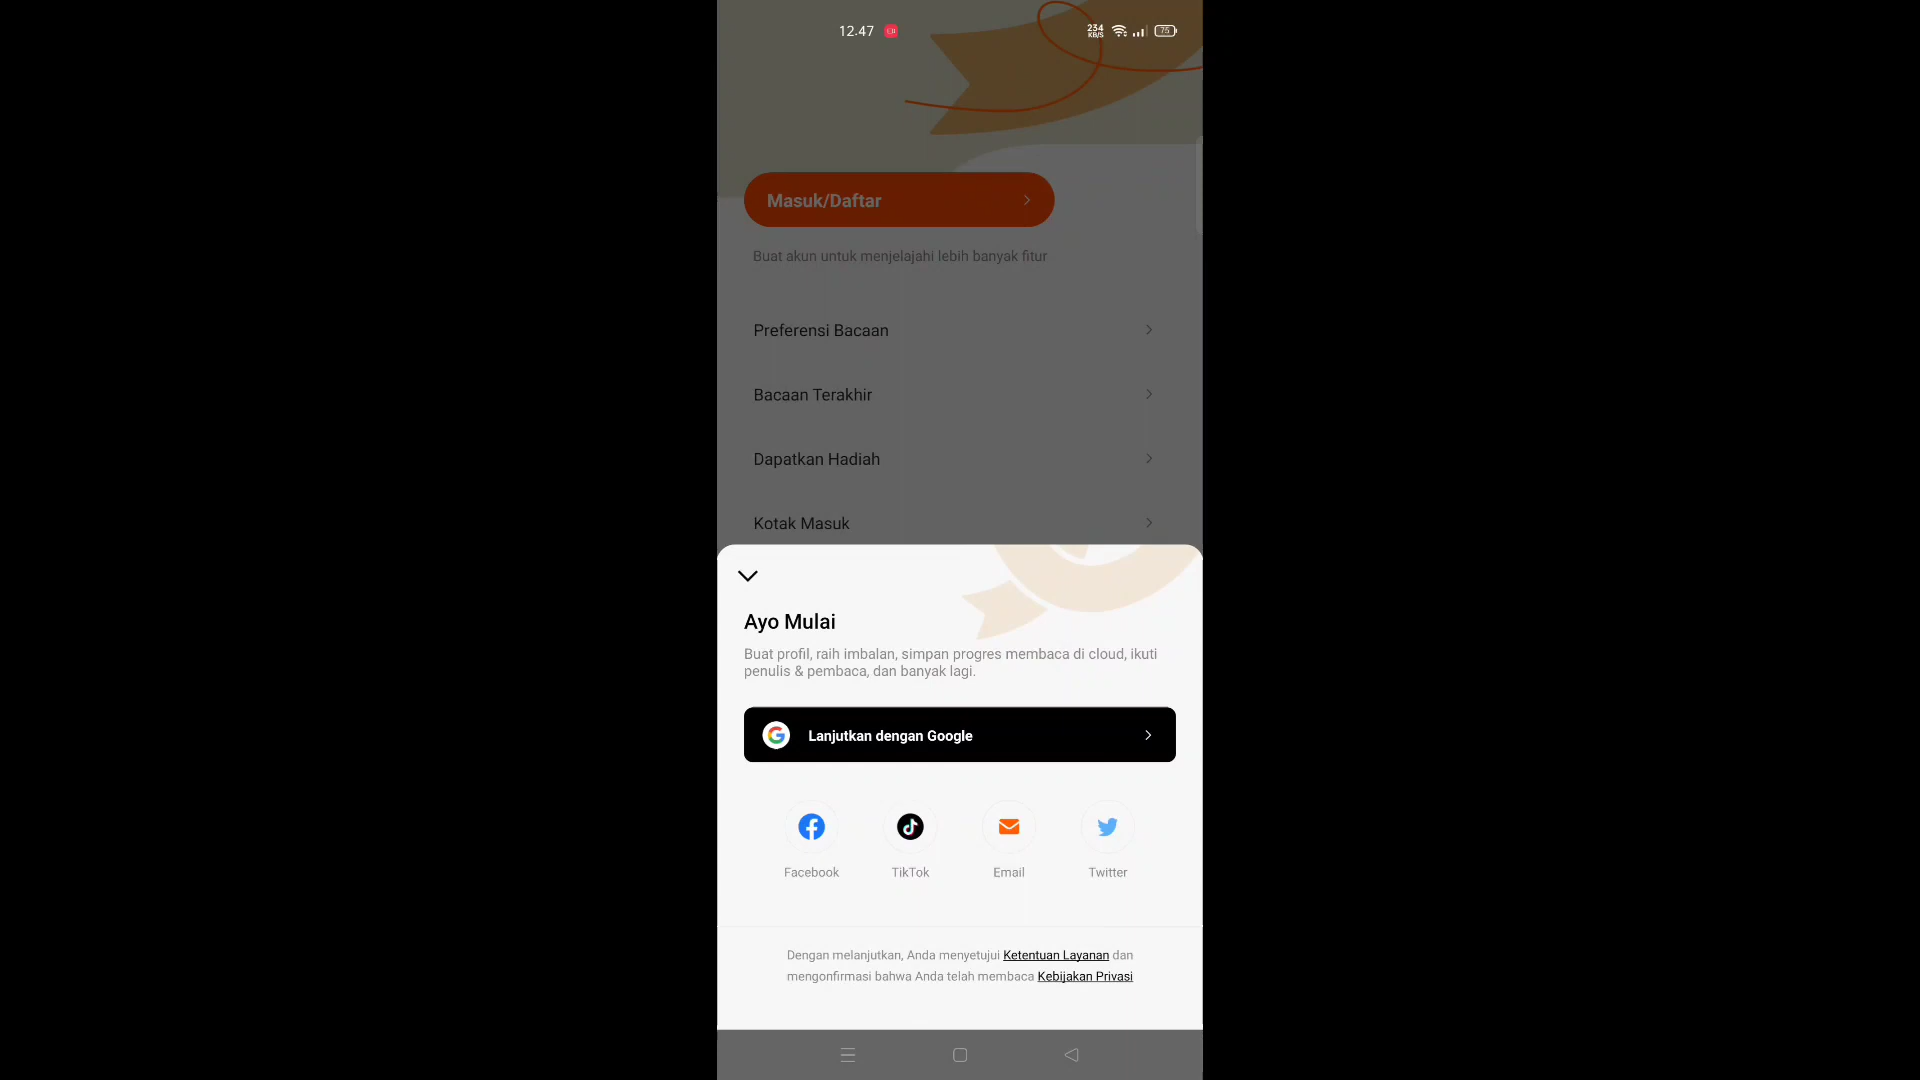 12.47
234
KB/S
75
Masuk/Daftar
Buat akun untuk menjelajahi lebih banyak fitur
Preferensi Bacaan
Bacaan Terakhir
Dapatkan Hadiah
Kotak Masuk
Ayo Mulai
Buat profil, raih imbalan, simpan progres membaca di cloud, ikuti
penulis & pembaca, dan banyak lagi.
Lanjutkan dengan Google
Facebook
TikTok
Email
Twitter
Dengan melanjutkan, Anda menyetujui Ketentuan Layanan dan
mengonfirmasi bahwa Anda telah membaca Kebijakan Privasi